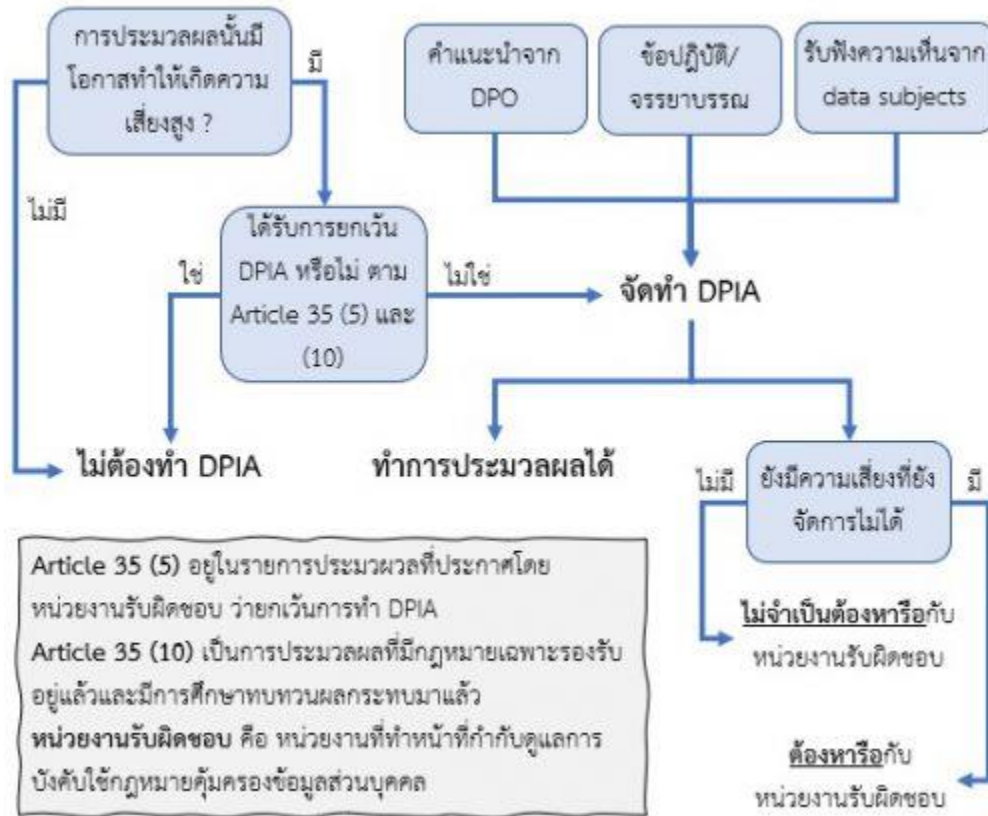 การประมวลผลนั้นมี
โอกาสทำให้เกิดความ
เสี่ยงสูง ?
มี
ไม่มี
คำแนะนำจาก
DPO
ข้อปฏิบัติ/
จรรยาบรรณ
รับฟังความเห็นจาก
data subjects
ได้รับการยกเว้น
DPIA หรือไม่ ตาม
Article 35 (5) และ
(10)
ใช่
ไม่ใช่
จัดทำ DPIA
ไม่ต้องทำ DPIA
ทำการประมวลผลได้
ยังมีความเสี่ยงที่ยัง
จัดการไม่ได้
ไม่มี
มี
ไม่จำเป็นต้องหารือกับ
หน่วยงานรับผิดชอบ
ต้องหารือกับ
หน่วยงานรับผิดชอบ
Article 35 (5) อยู่ในรายการประมวผวลที่ประกาศโดย
หน่วยงานรับผิดชอบ ว่ายกเว้นการทำ DPIA
Article 35 (10) เป็นการประมวลผลที่มีกฎหมายเฉพาะรองรับ
อยู่แล้วและมีการศึกษาทบทวนผลกระทบมาแล้ว
หน่วยงานรับผิดชอบ คือ หน่วยงานที่ทำหน้าที่กำกับดูแลการ
บังคับใช้กฎหมายคุ้มครองข้อมูลส่วนบุคคล